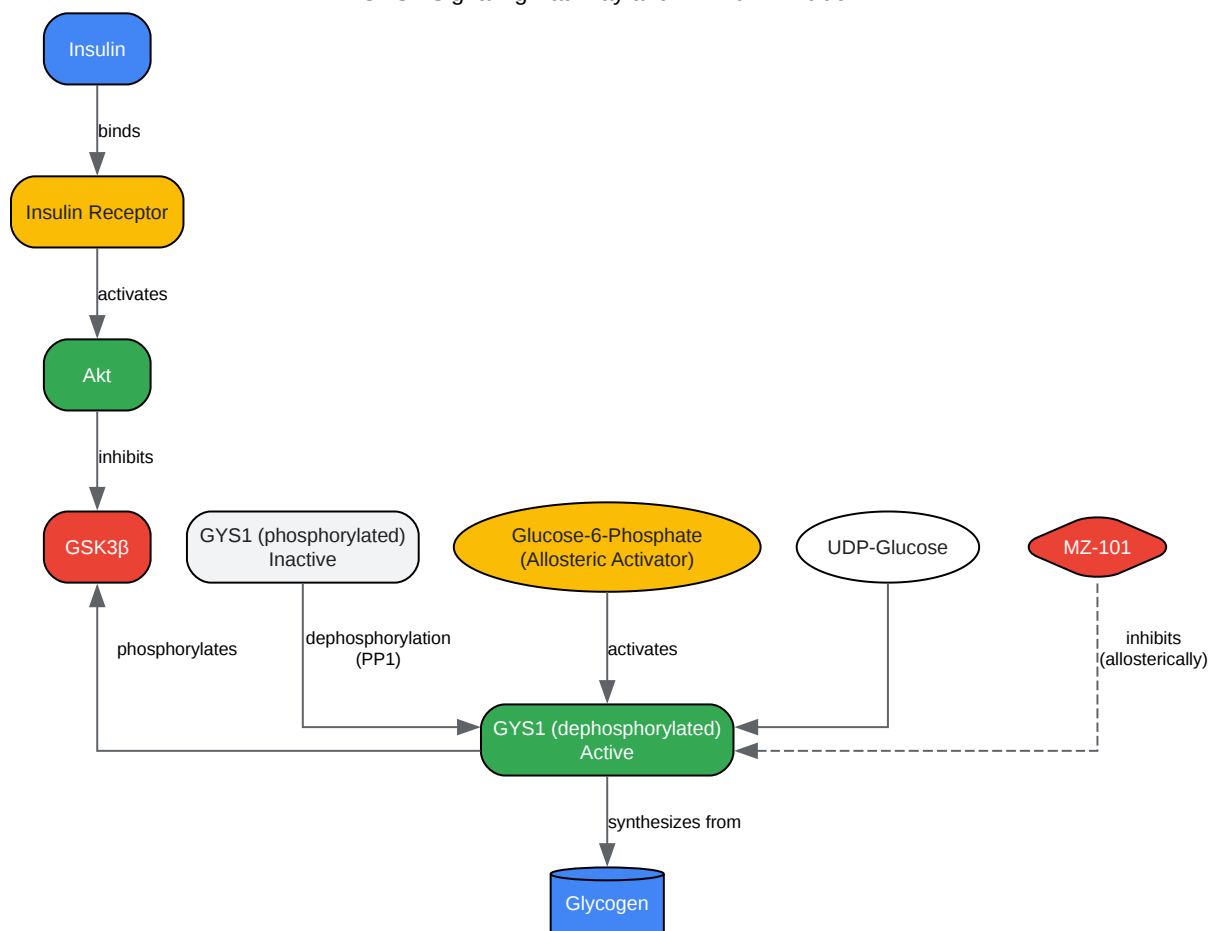 Insulin
binds
Insulin Receptor
activates
Akt
inhibits
GSK3β
GYS1 (phosphorylated)
Inactive
Glucose-6-Phosphate
(Allosteric Activator)
UDP-Glucose
MZ-101
phosphorylates
dephosphorylation
(PP1)
activates
inhibits
(allosterically)
GYS1 (dephosphorylated)
Active
synthesizes from
Glycogen